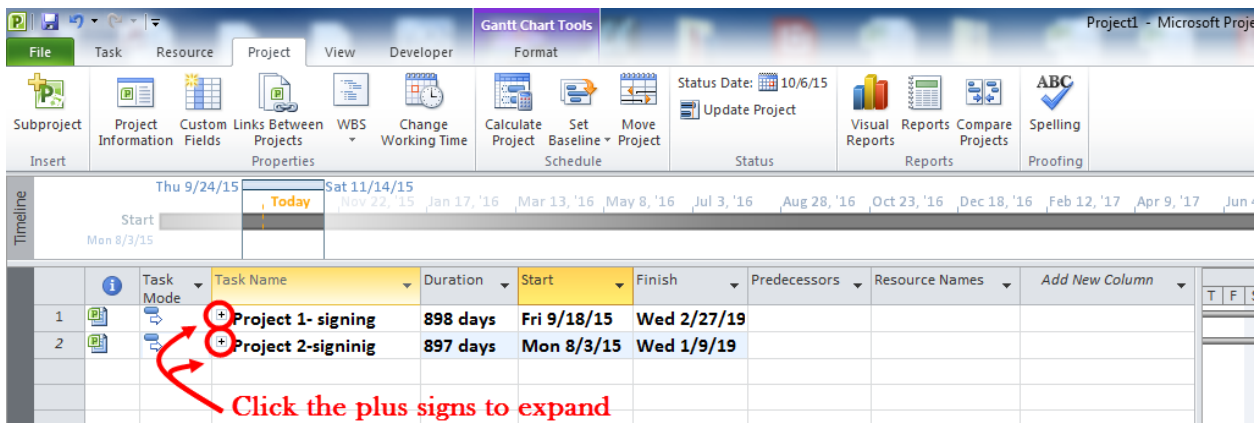 Gantt Chart Tools
Project1 - Microsoft Proje
File Task Resource Project View Developer Format
Subproject
Project Information
Custom Fields
Links Between Projects
WBS
Change Working Time
Calculate Project
Set Baseline
Move Project
Status Date: 10/6/15
Update Project
Visual Reports
Reports
Compare Projects
ABC
Spelling
Insert Properties Schedule Status Reports Proofing
Timeline
Thu 9/24/15 Sat 11/14/15
Today Nov 22, '15 Jan 17, '16 Mar 13, '16 May 8, '16 Jul 3, '16 Aug 28, '16 Oct 23, '16 Dec 18, '16 Feb 12, '17 Apr 9, '17 Jun 4
Start
Mon 8/3/15
Task Mode Task Name Duration Start Finish Predecessors Resource Names Add New Column
T F S
1 Project 1- signing 898 days Fri 9/18/15 Wed 2/27/19
2 Project 2-signinig 897 days Mon 8/3/15 Wed 1/9/19
Click the plus signs to expand